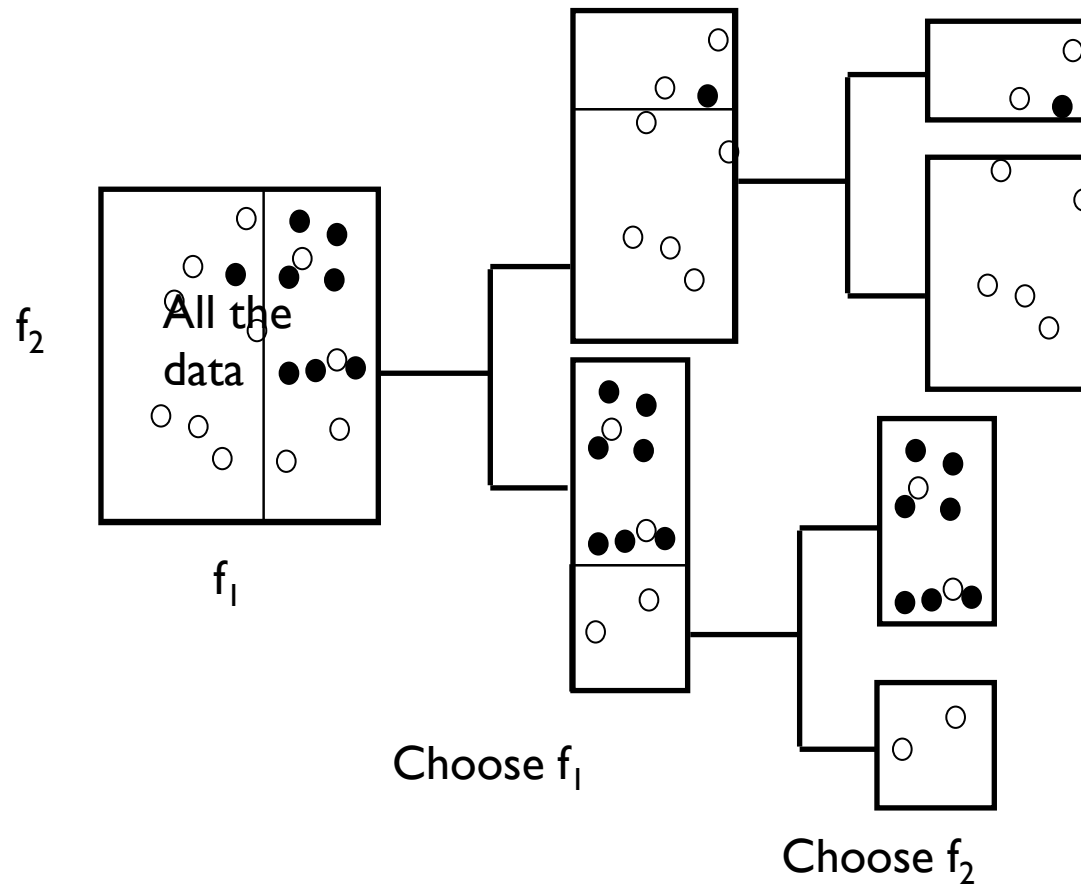 All the
data
f₂
f₁
Choose f₁
Choose f₂